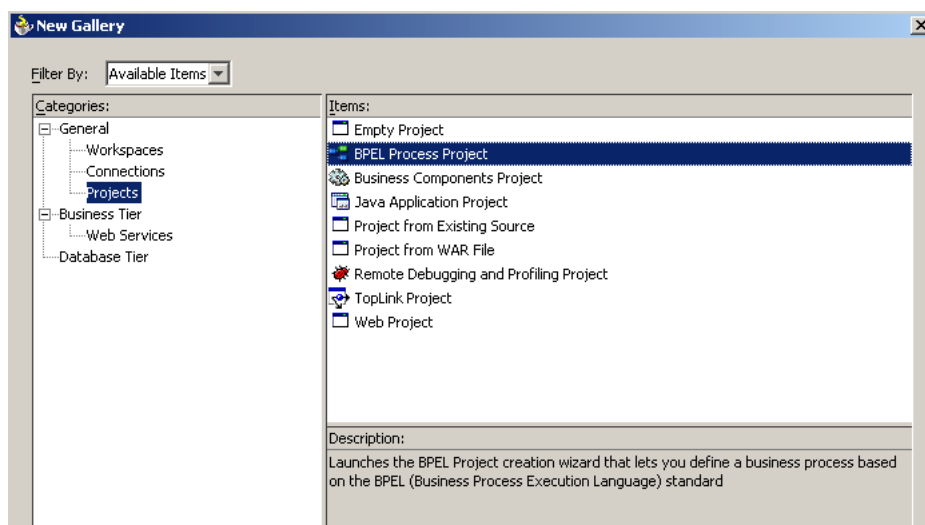 New Gallery
Filter By: Available Items
Categories:
General
Workspaces
Connections
Projects
Business Tier
Web Services
Database Tier
Items:
Empty Project
BPEL Process Project
Business Components Project
Java Application Project
Project from Existing Source
Project from WAR File
Remote Debugging and Profiling Project
TopLink Project
Web Project
Description:
Launches the BPEL Project creation wizard that lets you define a business process based
on the BPEL (Business Process Execution Language) standard